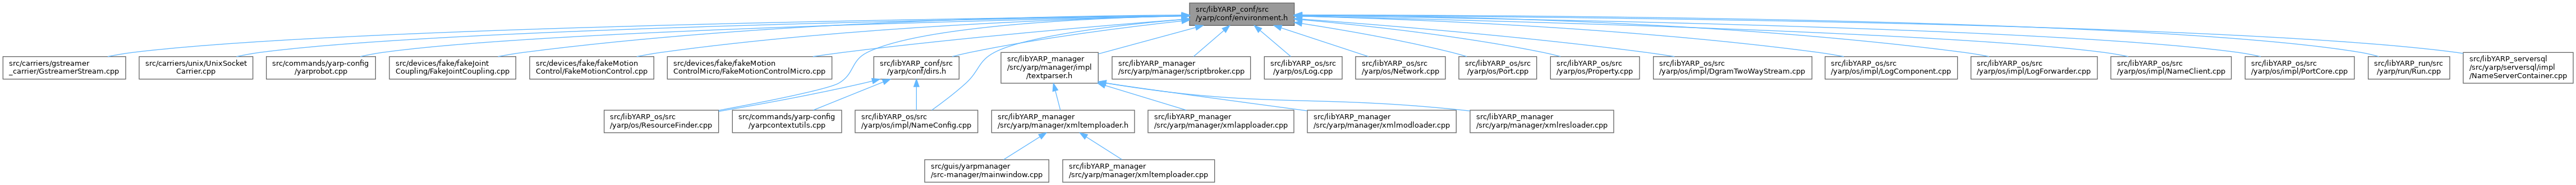 src/libYARP_conf/src
/yarp/conf/environment.h
src/carriers/gstreamer
_carrier/GstreamerStream.cpp
src/carriers/unix/UnixSocket
Carrier.cpp
src/commands/yarp-config
/yarprobot.cpp
src/devices/fake/fakeJoint
Coupling/FakeJointCoupling.cpp
src/devices/fake/fakeMotion
Control/FakeMotionControl.cpp
src/devices/fake/fakeMotion
ControlMicro/FakeMotionControlMicro.cpp
src/libYARP_conf/src
/yarp/conf/dirs.h
src/libYARP_manager
/src/yarp/manager/impl
/textparser.h
src/libYARP_manager
/src/yarp/manager/scriptbroker.cpp
src/libYARP_os/src
/yarp/os/Log.cpp
src/libYARP_os/src
/yarp/os/Network.cpp
src/libYARP_os/src
/yarp/os/Port.cpp
src/libYARP_os/src
/yarp/os/Property.cpp
src/libYARP_os/src
/yarp/os/impl/DgramTwoWayStream.cpp
src/libYARP_os/src
/yarp/os/impl/LogComponent.cpp
src/libYARP_os/src
/yarp/os/impl/LogForwarder.cpp
src/libYARP_os/src
/yarp/os/impl/NameClient.cpp
src/libYARP_os/src
/yarp/os/impl/PortCore.cpp
src/libYARP_run/src
/yarp/run/Run.cpp
src/libYARP_serversql
/src/yarp/serversql/impl
/NameServerContainer.cpp
src/libYARP_os/src
/yarp/os/ResourceFinder.cpp
src/commands/yarp-config
/yarpcontextutils.cpp
src/libYARP_os/src
/yarp/os/impl/NameConfig.cpp
src/libYARP_manager
/src/yarp/manager/xmltemploader.h
src/libYARP_manager
/src/yarp/manager/xmlapploader.cpp
src/libYARP_manager
/src/yarp/manager/xmlmodloader.cpp
src/libYARP_manager
/src/yarp/manager/xmlresloader.cpp
src/guis/yarpmanager
/src-manager/mainwindow.cpp
src/libYARP_manager
/src/yarp/manager/xmltemploader.cpp